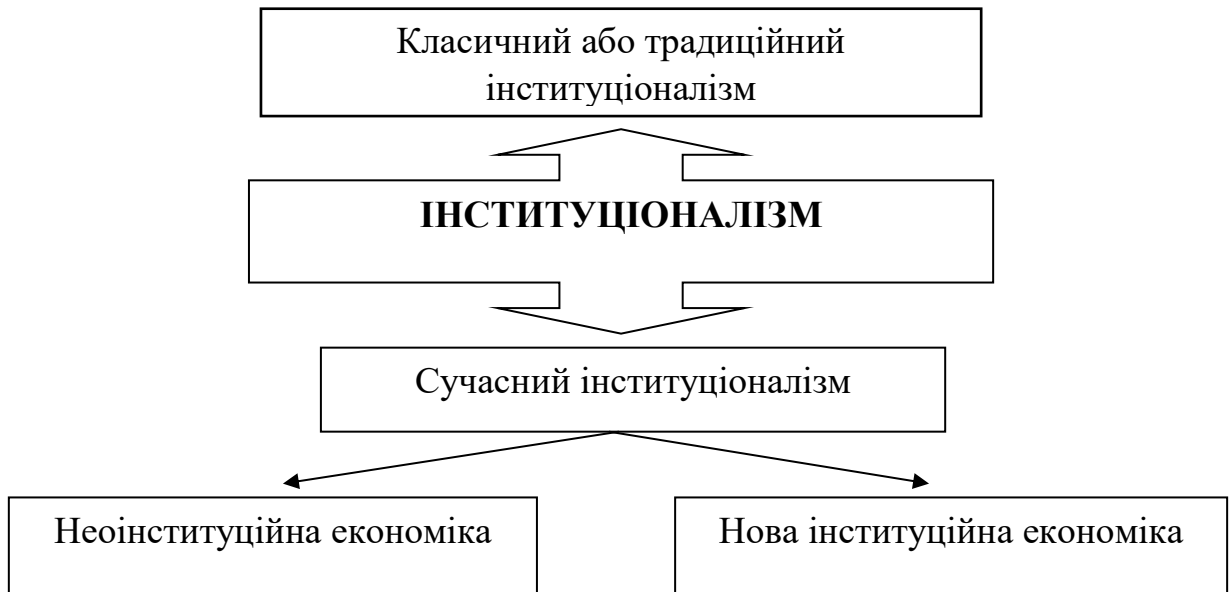 Класичний або традиційний
інституціоналізм
ІНСТИТУЦІОНАЛІЗМ
Сучасний інституціоналізм
Неоінституційна економіка
Нова інституційна економіка